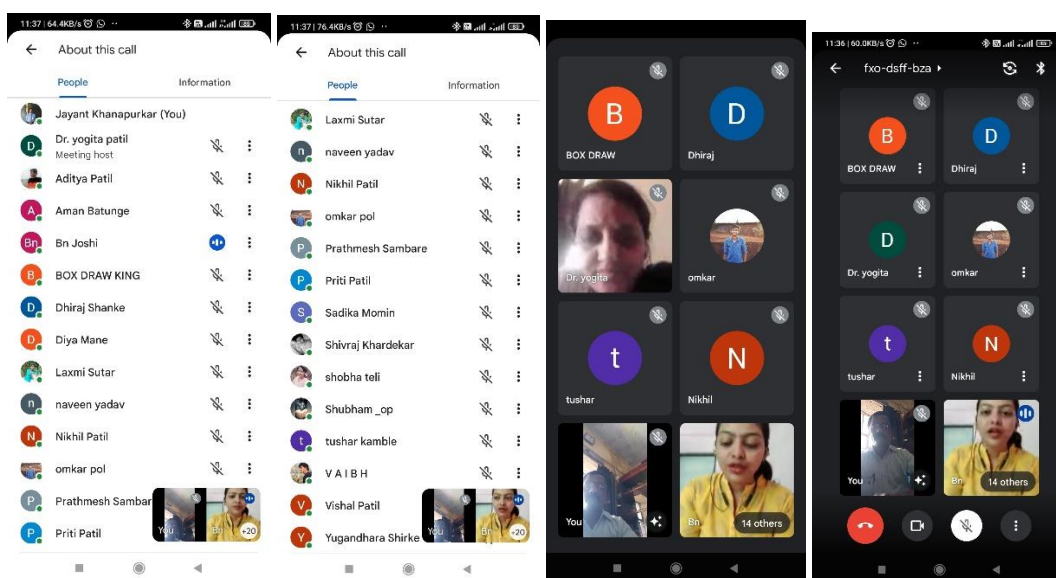 11:37 | 64.4KB/s
About this call
People
Information
Jayant Khanapurkar (You)
D
Dr. yogita patil
Meeting host
Aditya Patil
A
Aman Batunge
Bn
Bn Joshi
B
BOX DRAW KING
D
Dhiraj Shanke
D
Diya Mane
Laxmi Sutar
n
naveen yadav
N
Nikhil Patil
omkar pol
P
Prathmesh Sambar
P
Priti Patil
You
Bn
+20
11:37 | 76.4KB/s
About this call
People
Information
Laxmi Sutar
n
naveen yadav
N
Nikhil Patil
omkar pol
P
Prathmesh Sambare
P
Priti Patil
S
Sadika Momin
Shivraj Khardekar
shobha teli
Shubham _op
t
tushar kamble
V A I B H
V
Vishal Patil
Y
Yugandhara Shirke
You
Bn
+20
B
BOX DRAW
D
Dhiraj
Dr. yogita
omkar
t
tushar
N
Nikhil
You
Bn
14 others
11:36 | 60.0KB/s
fxo-dsff-bza
B
BOX DRAW
D
Dhiraj
D
Dr. yogita
omkar
t
tushar
N
Nikhil
You
Bn
14 others